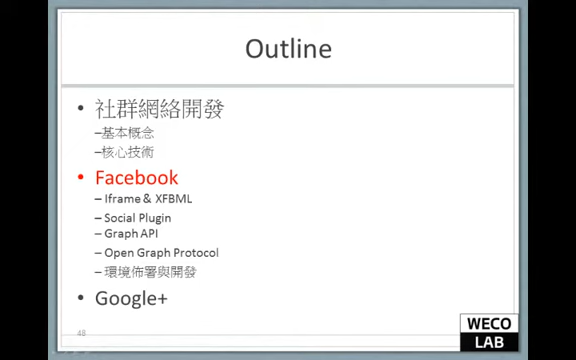 Outline
• 社群網絡開發
–基本概念
–核心技術
• Facebook
– Iframe & XFBML
– Social Plugin
– Graph API
– Open Graph Protocol
– 環境佈署與開發
• Google+
48
WECO
LAB